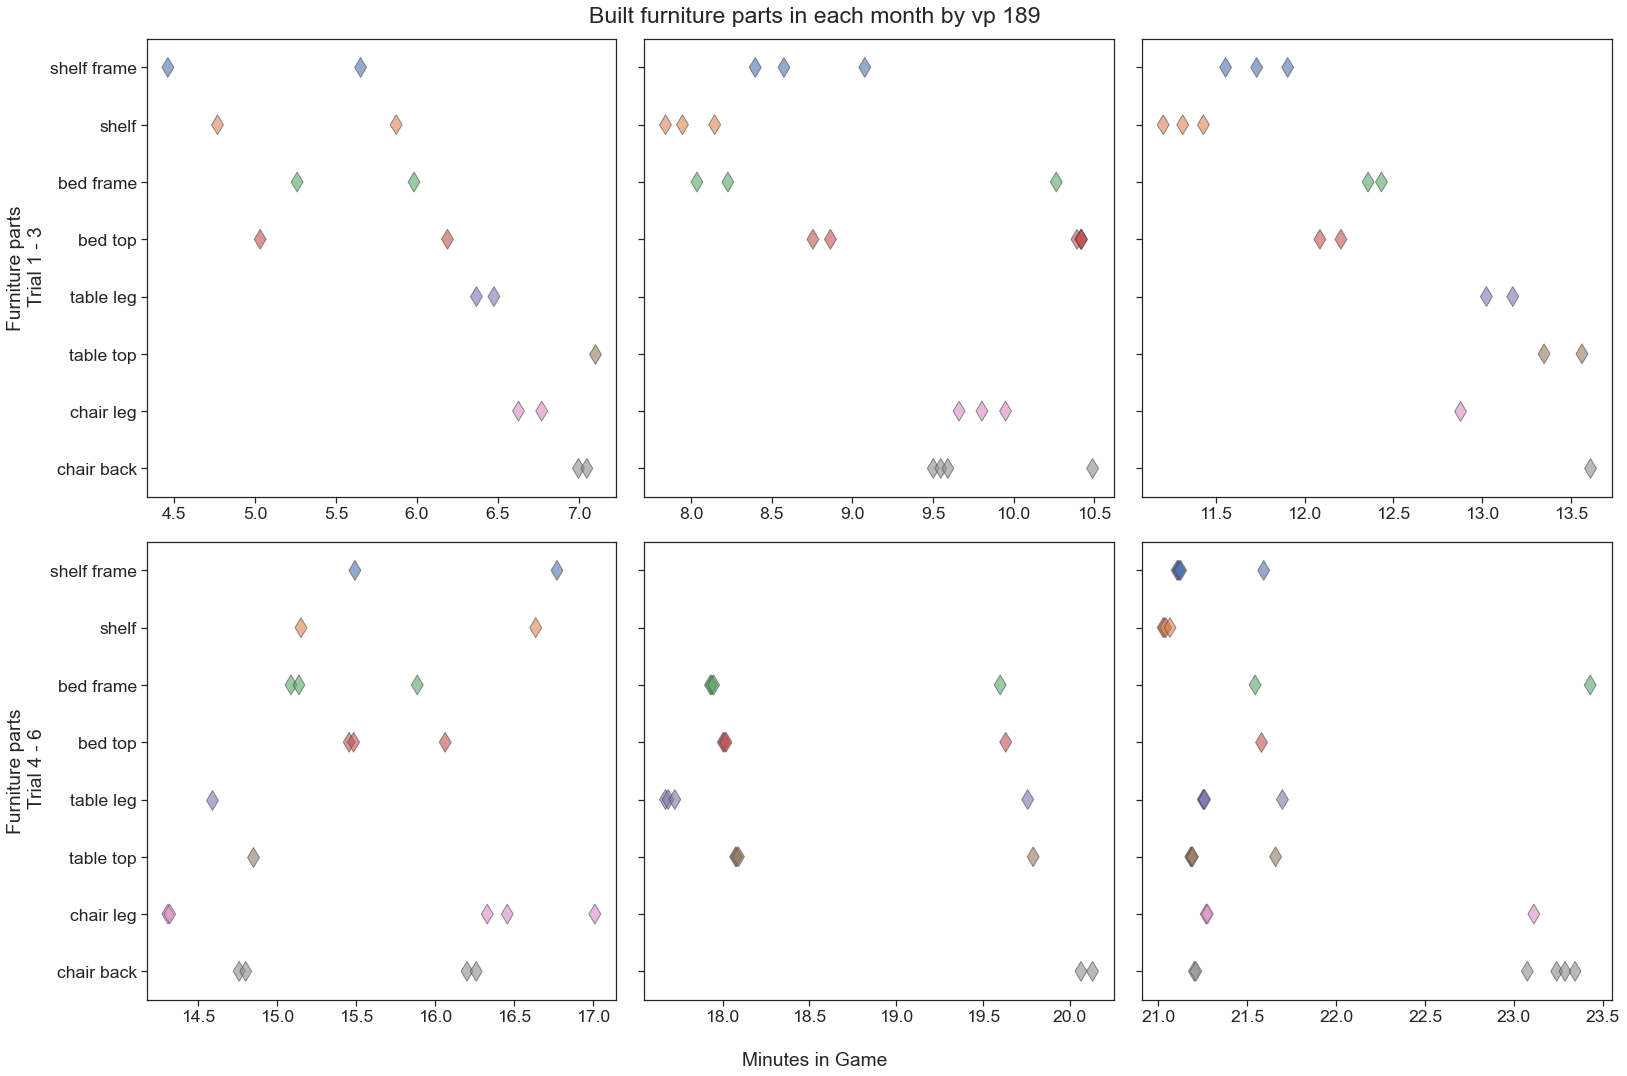 Built furniture parts in each month by vp 189
Furniture parts
Trial 1 - 3
shelf frame
shelf
bed frame
bed top
table leg
table top
chair leg
chair back
4.5 5.0 5.5 6.0 6.5 7.0
8.0 8.5 9.0 9.5 10.0 10.5
11.5 12.0 12.5 13.0 13.5
Furniture parts
Trial 4 - 6
shelf frame
shelf
bed frame
bed top
table leg
table top
chair leg
chair back
14.5 15.0 15.5 16.0 16.5 17.0
18.0 18.5 19.0 19.5 20.0
21.0 21.5 22.0 22.5 23.0 23.5
Minutes in Game